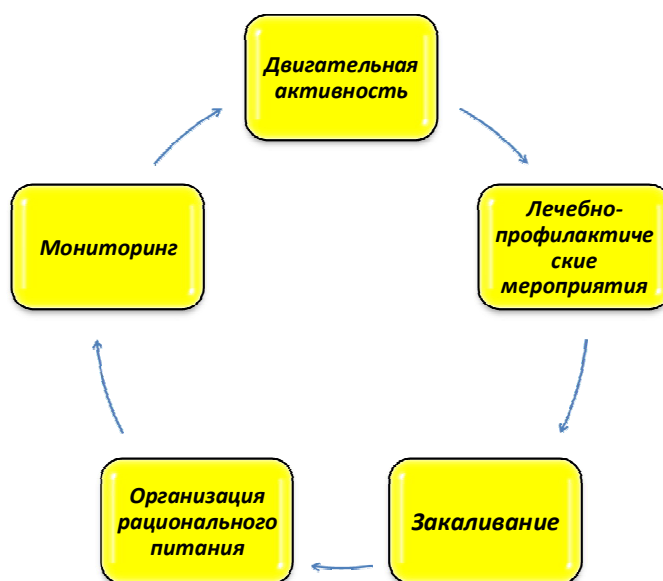 Двигательная
активность
Лечебно-
профилактиче
ские
мероприятия
Закаливание
Организация
рационального
питания
Мониторинг